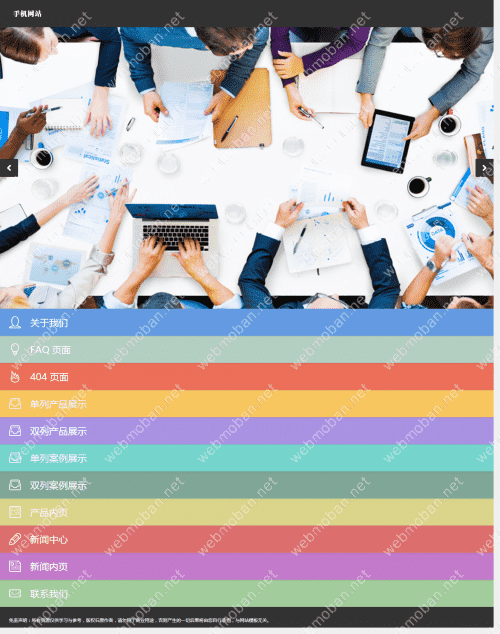 手机网站
关于我们
FAQ 页面
404 页面
单列产品展示
双列产品展示
单列案例展示
双列案例展示
产品内页
新闻中心
新闻内页
联系我们
webmoban.net